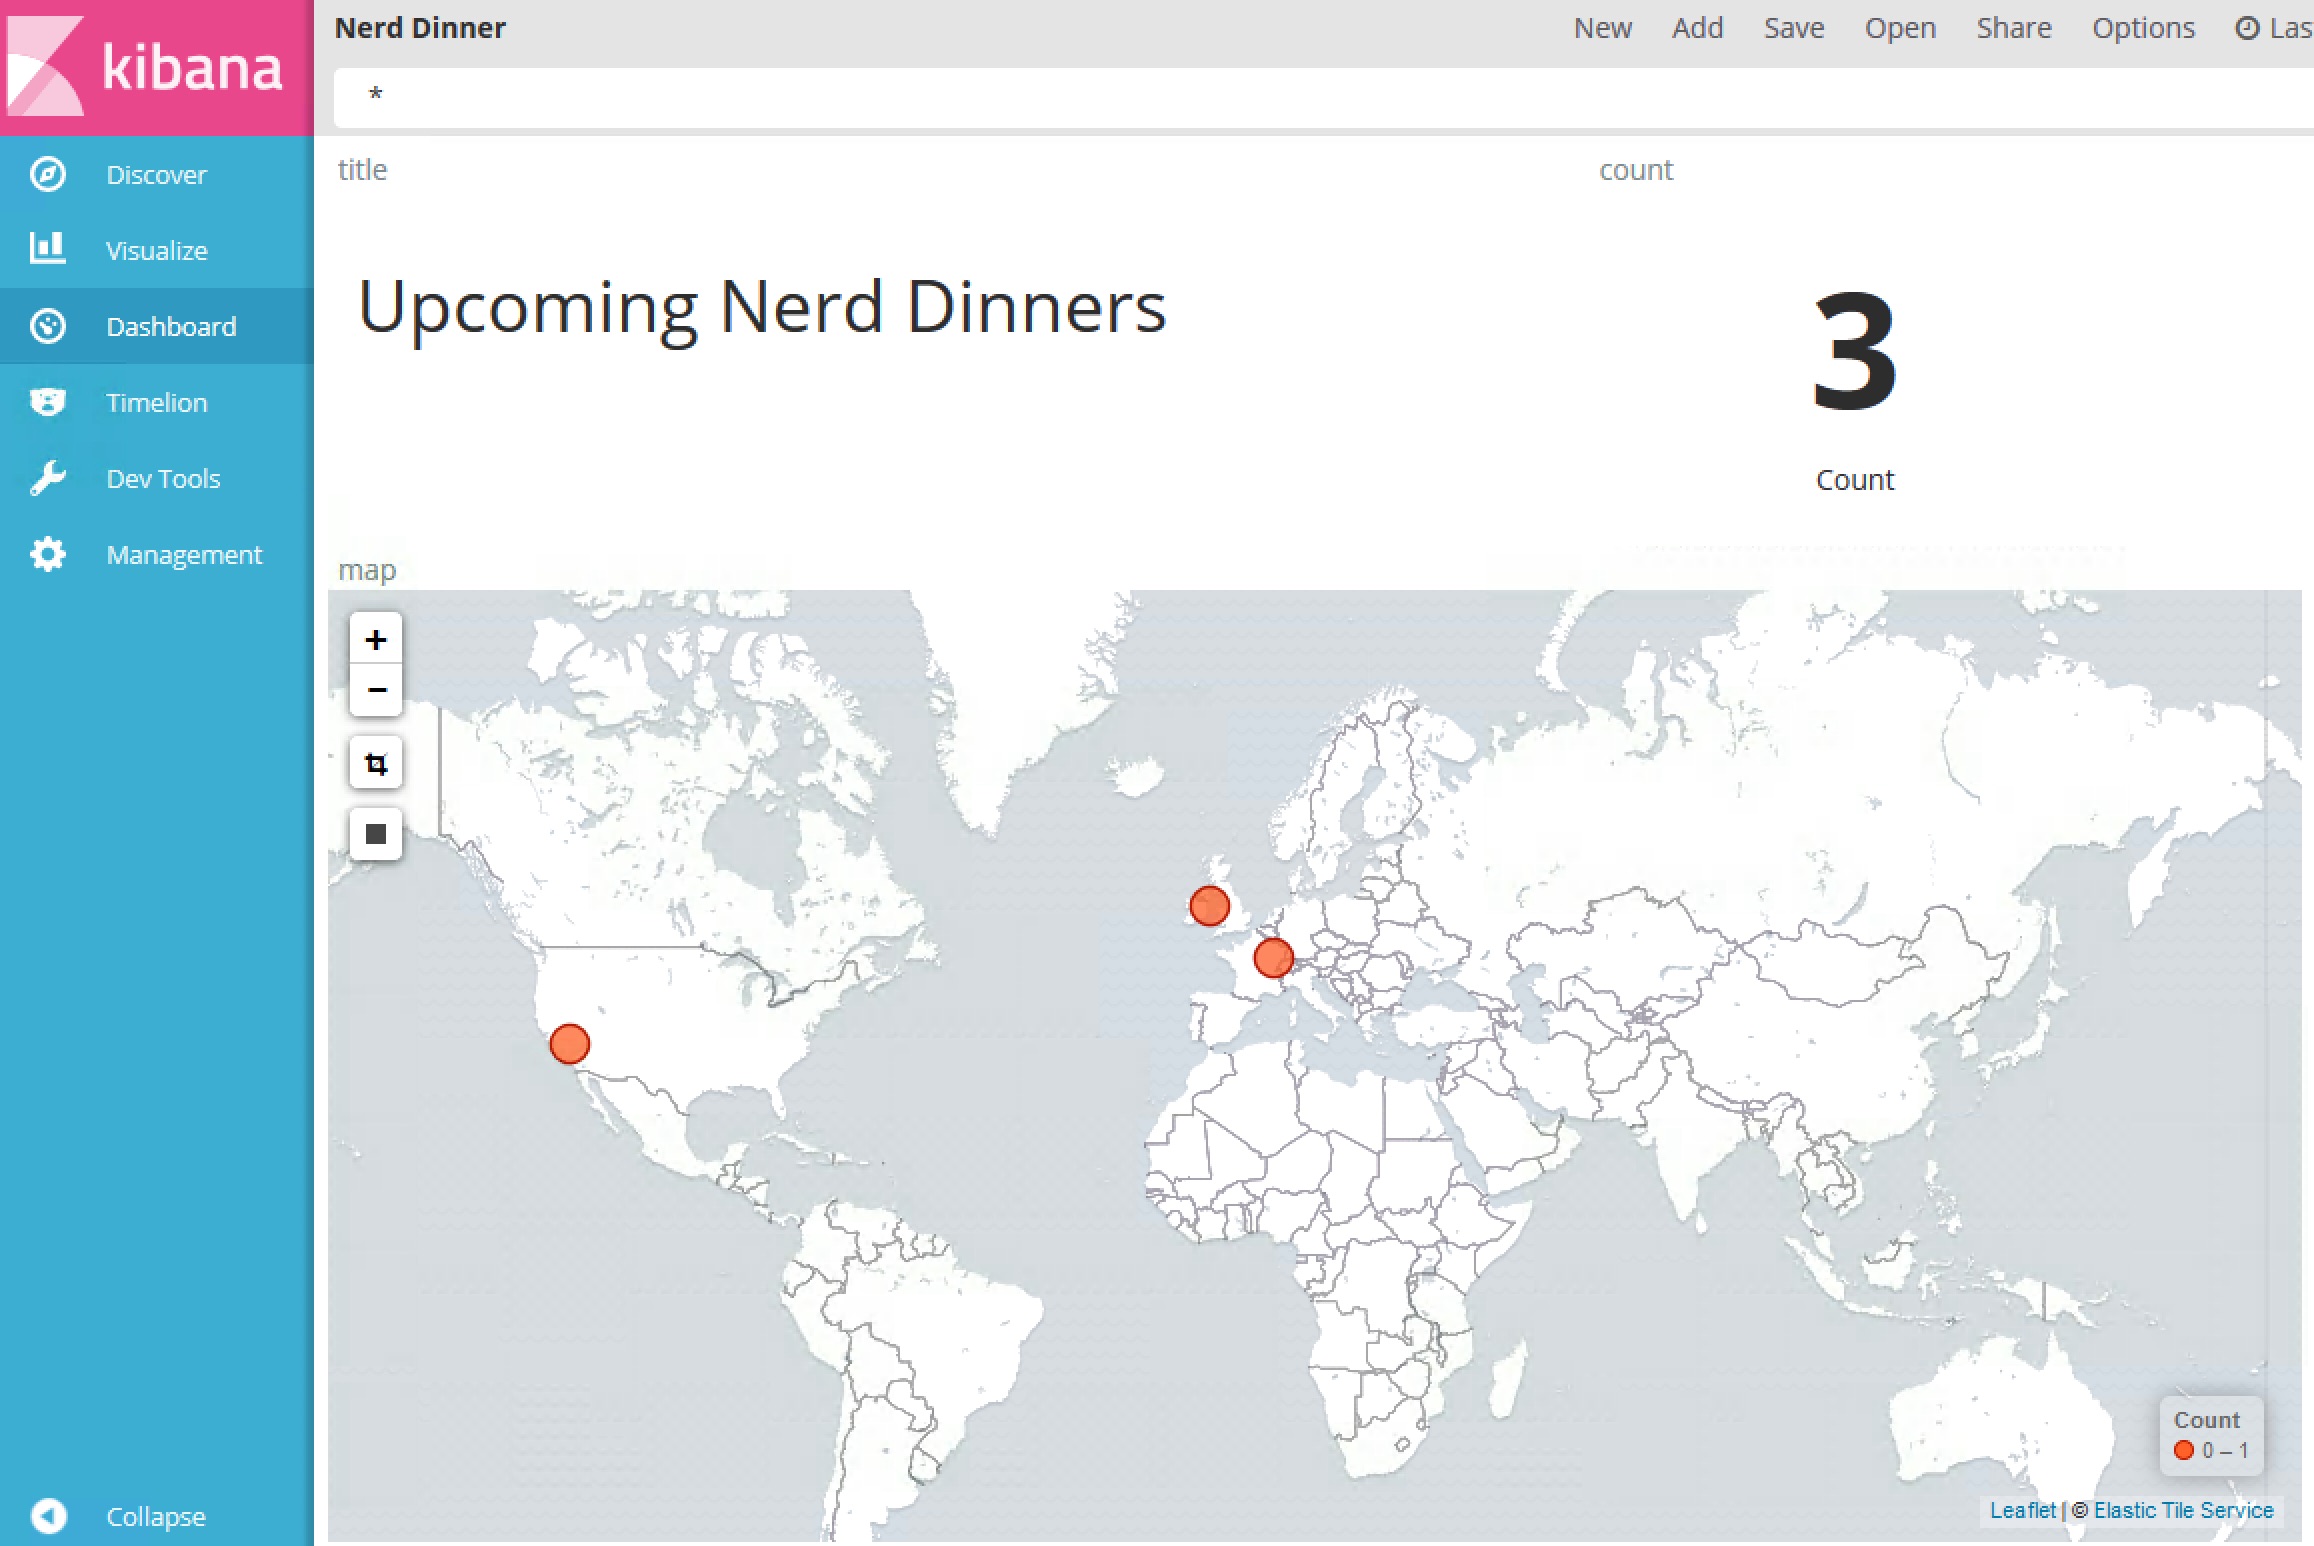 kibana
Nerd Dinner
New Add Save Open Share Options Las
*
Discover
Visualize
Dashboard
Timelion
Dev Tools
Management
Collapse
title
Upcoming Nerd Dinners
count
3
Count
map
+
−
Count
0 – 1
Leaflet | © Elastic Tile Service